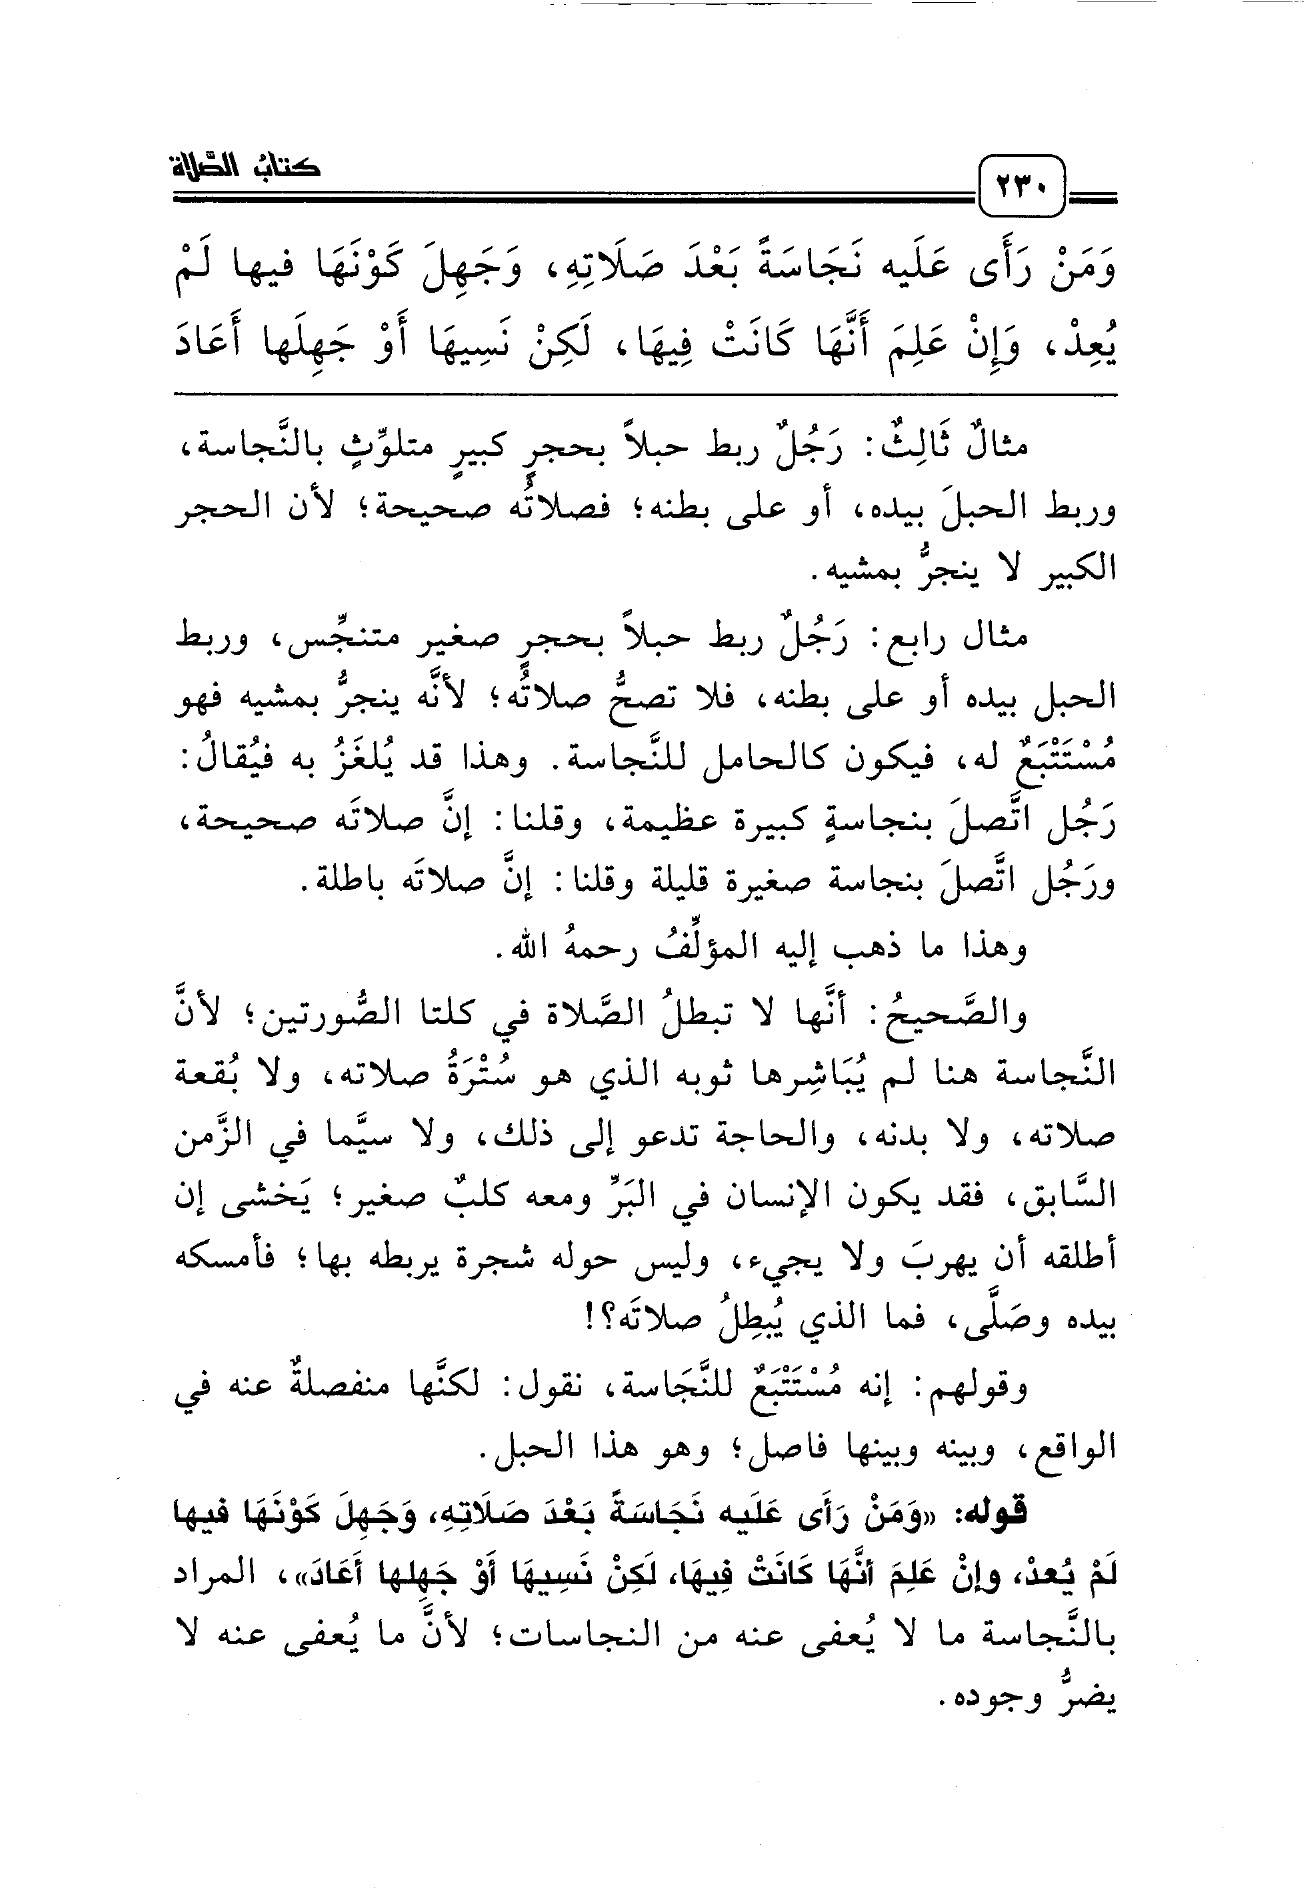 كتاب الصَّلاة
٢٣٠
وَمَنْ رَأَى عَلَيه نَجَاسَةً بَعْدَ صَلَاتِهِ، وَجَهِلَ كَوْنَهَا فيها لَمْ
يُعِدْ، وَإِنْ عَلِمَ أَنَّهَا كَانَتْ فِيهَا، لَكِنْ نَسِيهَا أَوْ جَهِلَها أَعَادَ
مثالٌ ثَالِثٌ: رَجُلٌ ربط حبلاً بحجرٍ كبيرٍ متلوِّثٍ بالنَّجاسة،
وربط الحبلَ بيده، أو على بطنه؛ فصلاتُه صحيحة؛ لأن الحجر
الكبير لا ينجرُّ بمشيه.
مثال رابع: رَجُلٌ ربط حبلاً بحجرٍ صغير متنجِّس، وربط
الحبل بيده أو على بطنه، فلا تصحُّ صلاتُه؛ لأنَّه ينجرُّ بمشيه فهو
مُسْتَتْبَعٌ له، فيكون كالحامل للنَّجاسة. وهذا قد يُلغَزُ به فيُقالُ:
رَجُل اتَّصلَ بنجاسةٍ كبيرة عظيمة، وقلنا: إنَّ صلاتَه صحيحة،
ورَجُل اتَّصلَ بنجاسة صغيرة قليلة وقلنا: إنَّ صلاتَه باطلة.
وهذا ما ذهب إليه المؤلِّفُ رحمهُ الله.
والصَّحيحُ: أنَّها لا تبطلُ الصَّلاة في كلتا الصُّورتين؛ لأنَّ
النَّجاسة هنا لم يُبَاشِرها ثوبه الذي هو سُتْرَةُ صلاته، ولا بُقعة
صلاته، ولا بدنه، والحاجة تدعو إلى ذلك، ولا سيَّما في الزَّمن
السَّابق، فقد يكون الإنسان في البَرِّ ومعه كلبٌ صغير؛ يَخشى إن
أطلقه أن يهربَ ولا يجيء، وليس حوله شجرة يربطه بها؛ فأمسكه
بيده وصَلَّى، فما الذي يُبطِلُ صلاتَه؟!
وقولهم: إنه مُسْتَتْبَعٌ للنَّجَاسة، نقول: لكنَّها منفصلةٌ عنه في
الواقع، وبينه وبينها فاصل؛ وهو هذا الحبل.
قوله: «وَمَنْ رَأَى عَلَيه نَجَاسَةً بَعْدَ صَلَاتِهِ، وَجَهِلَ كَوْنَهَا فيها
لَمْ يُعدْ، وإنْ عَلِمَ أنَّهَا كَانَتْ فِيهَا، لَكِنْ نَسِيهَا أَوْ جَهِلها أعَادَ»، المراد
بالنَّجاسة ما لا يُعفى عنه من النجاسات؛ لأنَّ ما يُعفى عنه لا
يضرُّ وجوده.